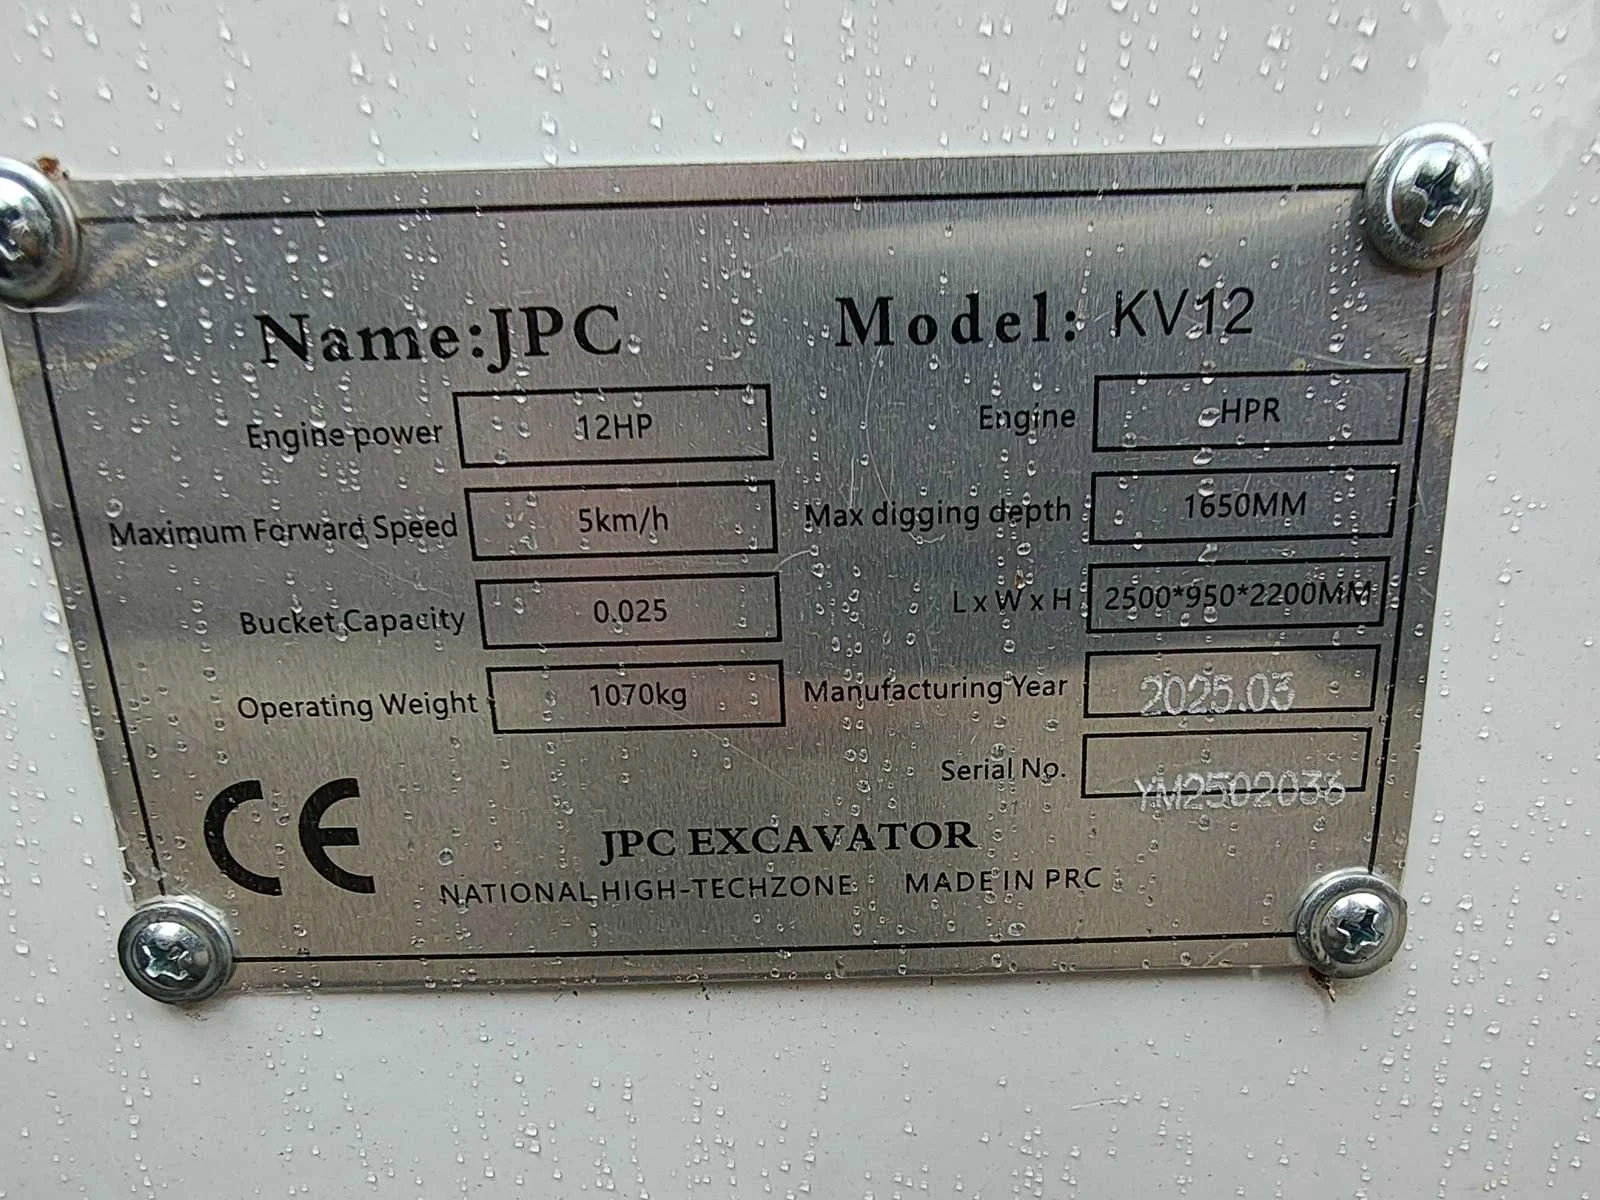 Name:JPC Model: KV12
Engine power 12HP Engine HPR
Maximum Forward Speed 5km/h Max digging depth 1650MM
Bucket Capacity 0.025 L x W x H 2500*950*2200MM
Operating Weight 1070kg Manufacturing Year 2025.03
Serial No. YM2502036
CE
JPC EXCAVATOR
NATIONAL HIGH-TECHZONE MADE IN PRC